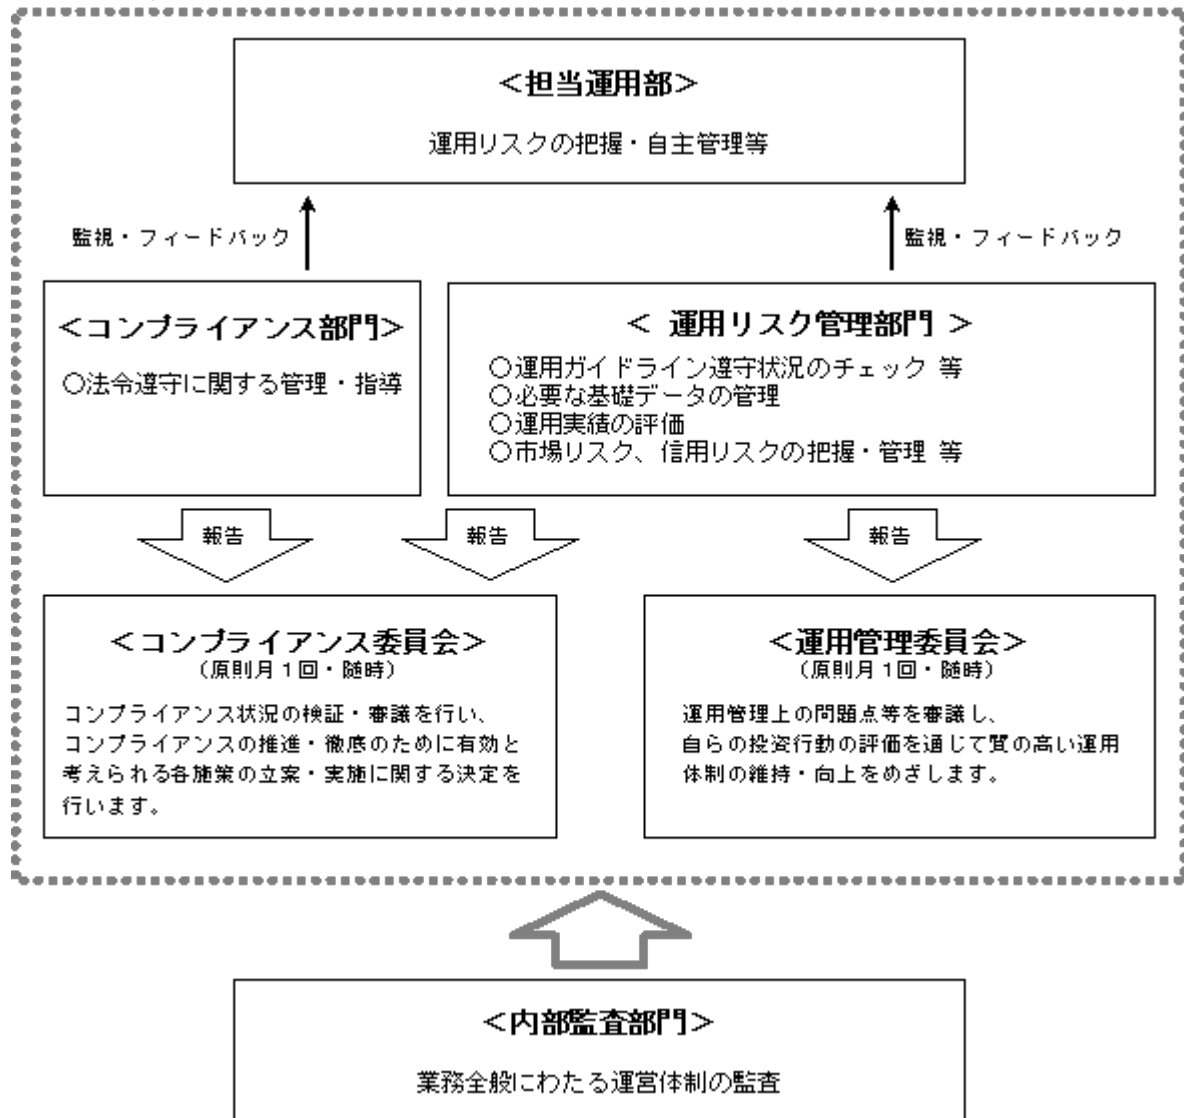 ＜担当運用部＞
運用リスクの把握・自主管理等
監視・フィードバック
監視・フィードバック
＜コンプライアンス部門＞
○法令遵守に関する管理・指導
＜ 運用リスク管理部門 ＞
○運用ガイドライン遵守状況のチェック 等
○必要な基礎データの管理
○運用実績の評価
○市場リスク、信用リスクの把握・管理 等
報告
報告
報告
＜コンプライアンス委員会＞
（原則月１回・随時）
コンプライアンス状況の検証・審議を行い、
コンプライアンスの推進・徹底のために有効と
考えられる各施策の立案・実施に関する決定を
行います。
＜運用管理委員会＞
（原則月１回・随時）
運用管理上の問題点等を審議し、
自らの投資行動の評価を通じて質の高い運用
体制の維持・向上をめざします。
＜内部監査部門＞
業務全般にわたる運営体制の監査